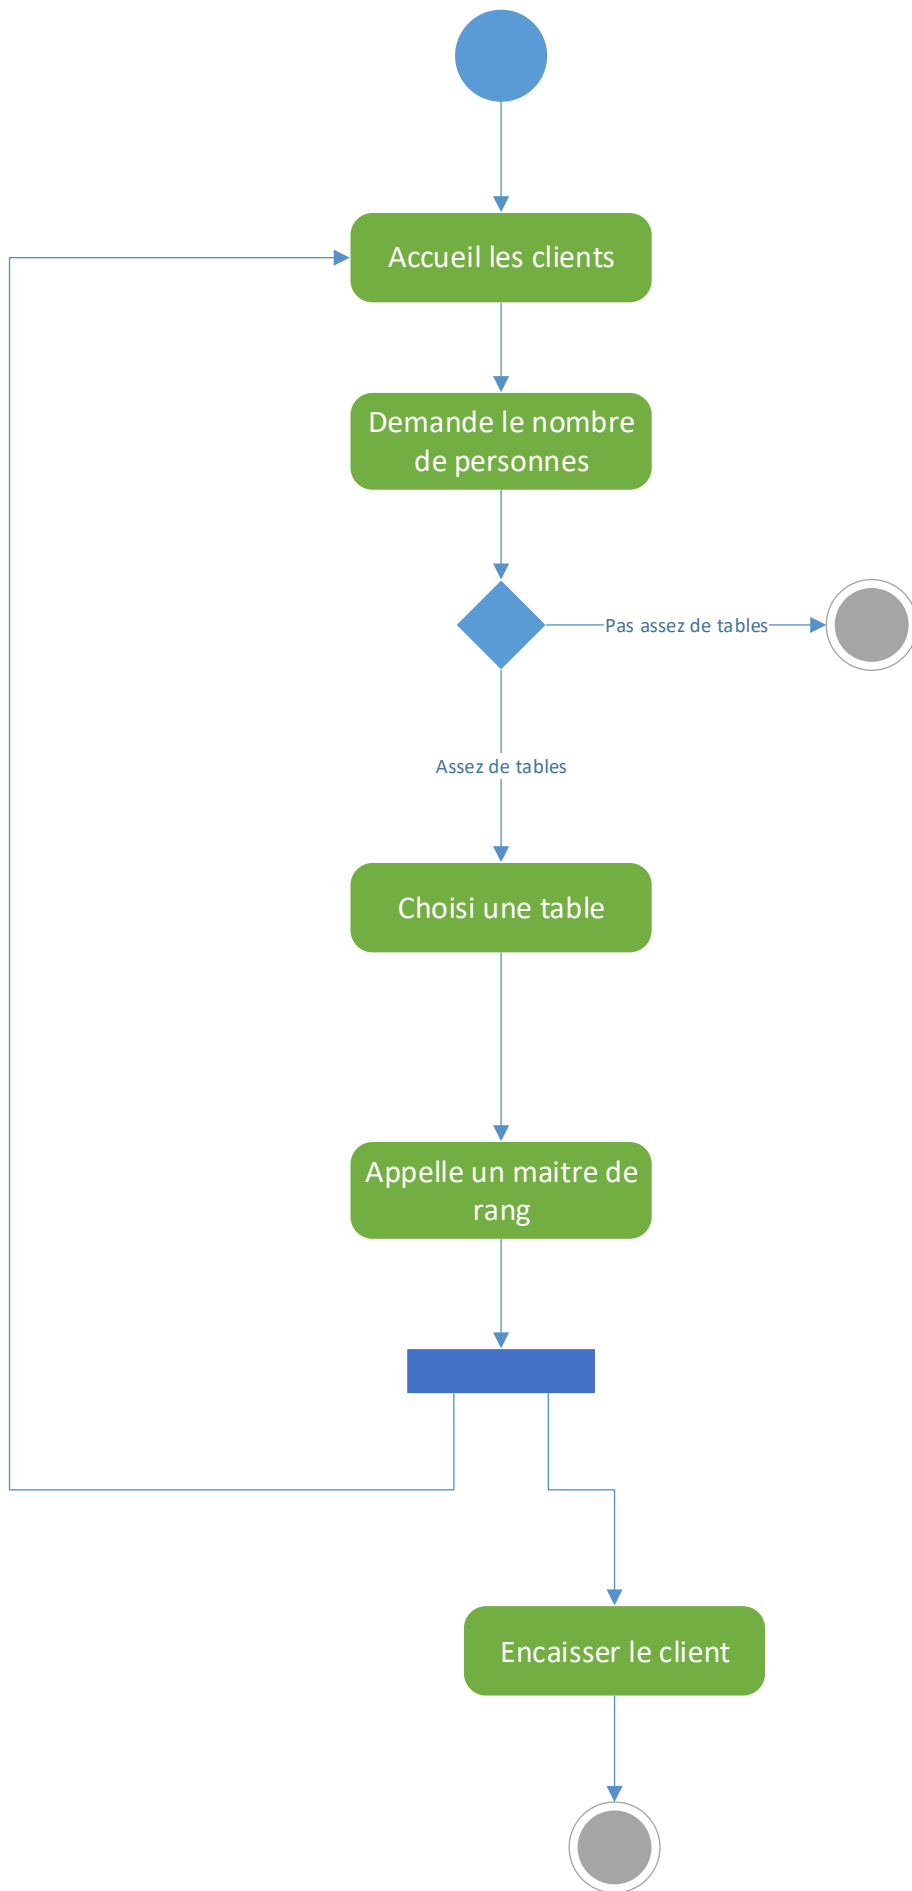 Accueil les clients
Demande le nombre
de personnes
Pas assez de tables
Assez de tables
Choisi une table
Appelle un maitre de
rang
Encaisser le client